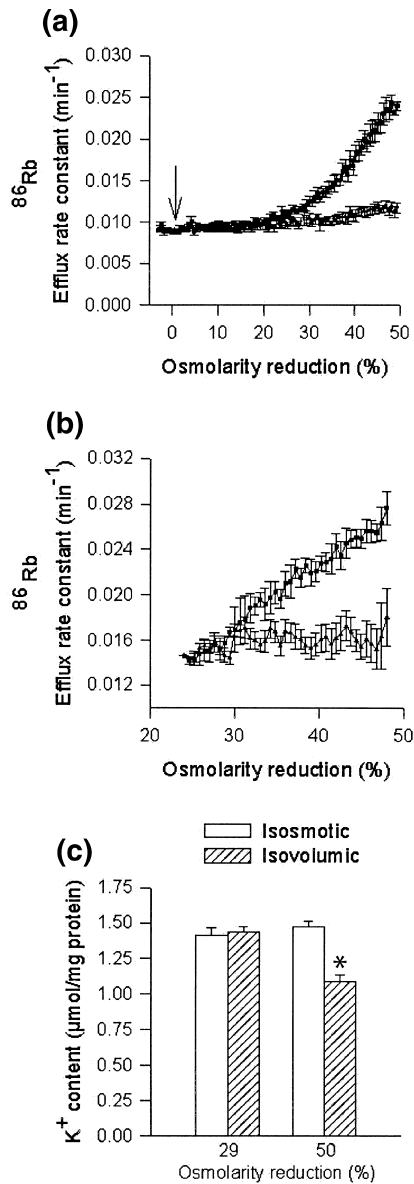 (a)
86Rb
Efflux rate constant (min-1)
0.030
0.025
0.020
0.015
0.010
0.005
0.000
0 10 20 30 40 50
Osmolarity reduction (%)
(b)
86Rb
Efflux rate constant (min-1)
0.032
0.028
0.024
0.020
0.016
0.012
20 30 40 50
Osmolarity reduction (%)
(c)
Isosmotic
Isovolumic
K+ content (µmol/mg protein)
1.75
1.50
1.25
1.00
0.75
0.50
0.25
0.00
*
29 50
Osmolarity reduction (%)